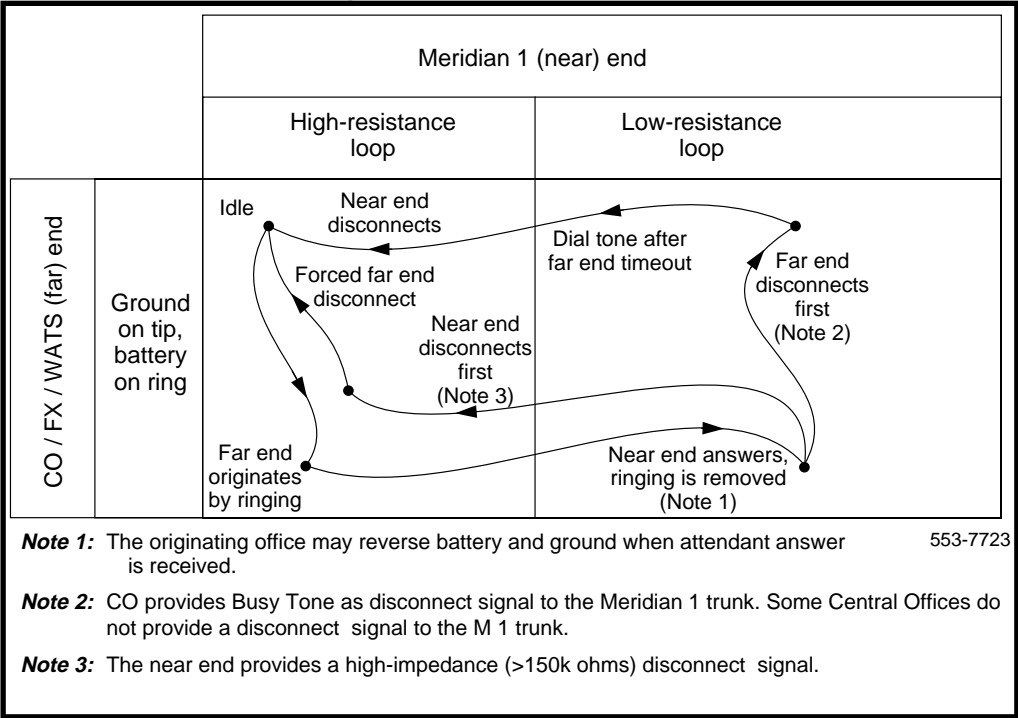 Meridian 1 (near) end
High-resistance
loop
Low-resistance
loop
CO / FX / WATS (far) end
Ground
on tip,
battery
on ring
Idle
Near end
disconnects
Forced far end
disconnect
Near end
disconnects
first
(Note 3)
Dial tone after
far end timeout
Far end
disconnects
first
(Note 2)
Far end
originates
by ringing
Near end answers,
ringing is removed
(Note 1)
Note 1: The originating office may reverse battery and ground when attendant answer
is received.
553-7723
Note 2: CO provides Busy Tone as disconnect signal to the Meridian 1 trunk. Some Central Offices do
not provide a disconnect signal to the M 1 trunk.
Note 3: The near end provides a high-impedance (>150k ohms) disconnect signal.